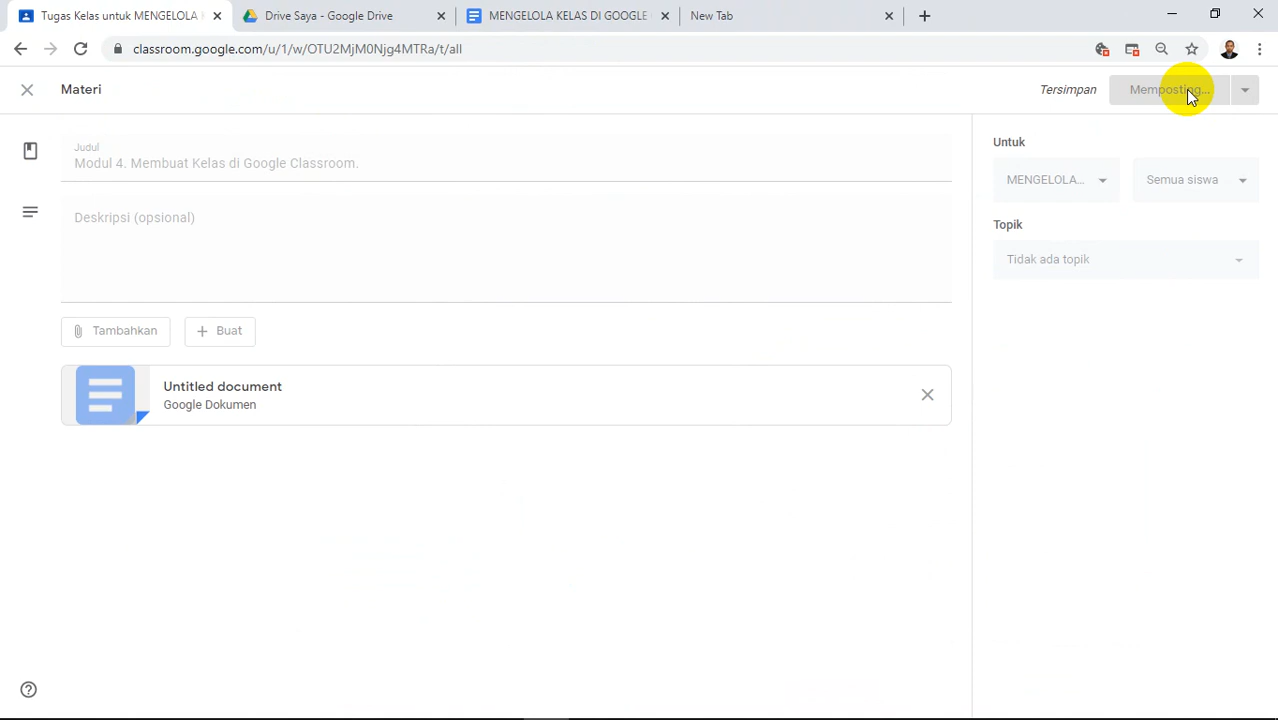 Tugas Kelas untuk MENGELOLA K
Drive Saya - Google Drive
MENGELOLA KELAS DI GOOGLE
New Tab
classroom.google.com/u/1/w/OTU2MjM0Njg4MTRa/t/all
Materi
Tersimpan
Memposting...
Judul
Modul 4. Membuat Kelas di Google Classroom.
Deskripsi (opsional)
Tambahkan
Buat
Untitled document
Google Dokumen
Untuk
MENGELOLA...
Semua siswa
Topik
Tidak ada topik